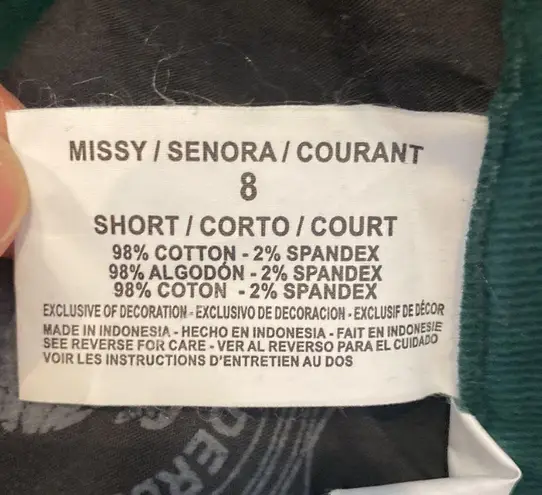 MISSY / SENORA / COURANT
8
SHORT / CORTO / COURT
98% COTTON - 2% SPANDEX
98% ALGODÓN - 2% SPANDEX
98% COTON - 2% SPANDEX
EXCLUSIVE OF DECORATION - EXCLUSIVO DE DECORACION - EXCLUSIF DE DÉCOR
MADE IN INDONESIA - HECHO EN INDONESIA - FAIT EN INDONESIE
SEE REVERSE FOR CARE - VER AL REVERSO PARA EL CUIDADO
VOIR LES INSTRUCTIONS D'ENTRETIEN AU DOS